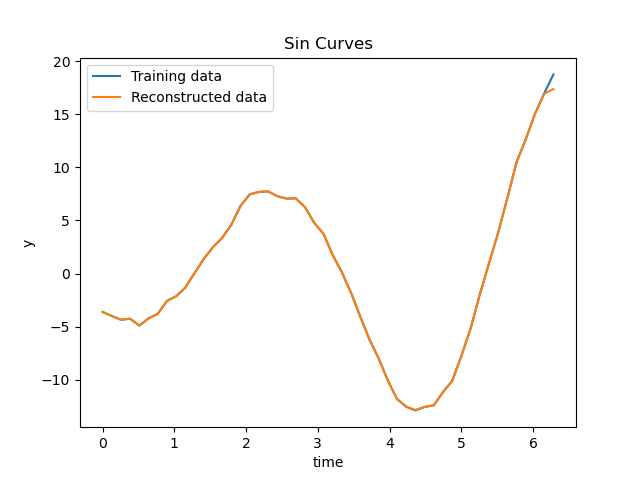 Sin Curves
Training data
Reconstructed data
20
15
10
5
0
−5
−10
y
0 1 2 3 4 5 6
time